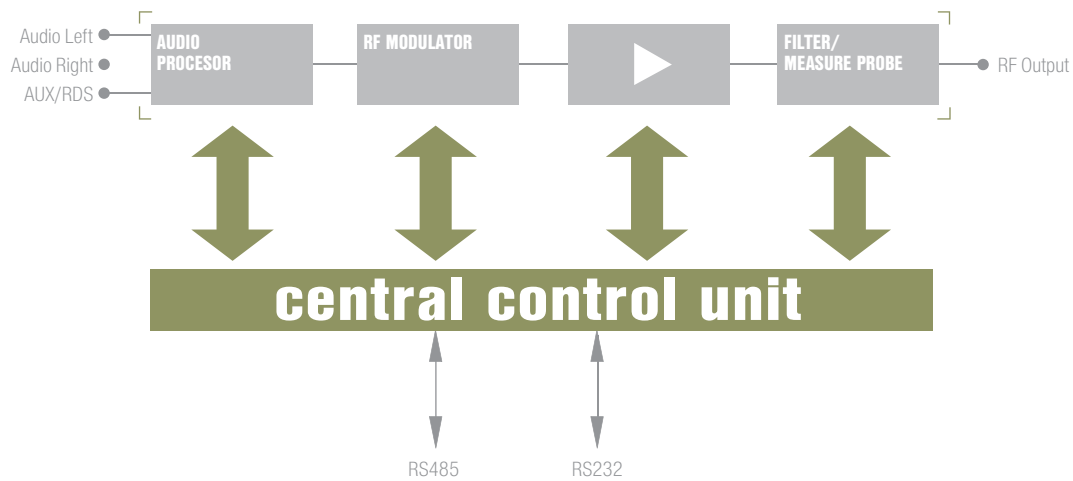 Audio Left
Audio Right
AUX/RDS
AUDIO
PROCESOR
RF MODULATOR
FILTER/
MEASURE PROBE
RF Output
central control unit
RS485
RS232